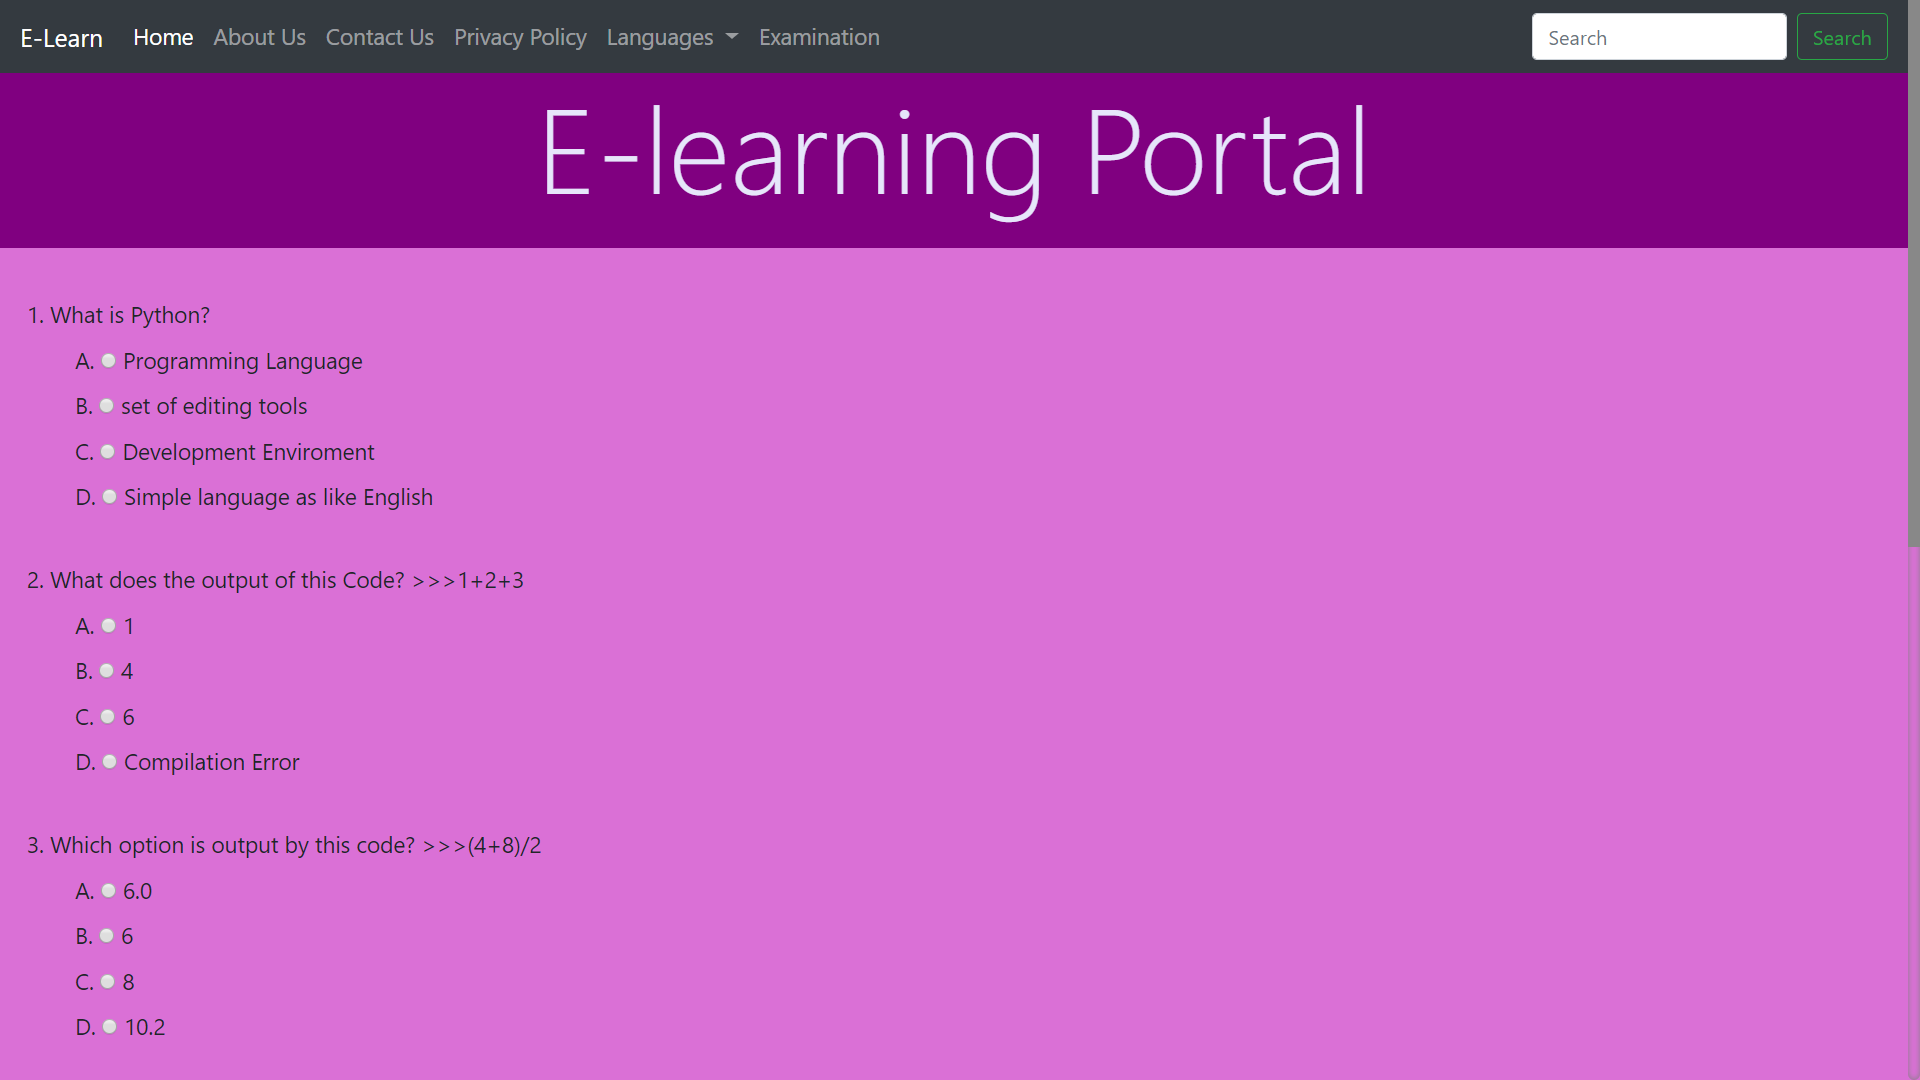 E-Learn Home About Us Contact Us Privacy Policy Languages Examination Search Search
E-learning Portal
1. What is Python?
A. Programming Language
B. set of editing tools
C. Development Enviroment
D. Simple language as like English
2. What does the output of this Code? >>>1+2+3
A. 1
B. 4
C. 6
D. Compilation Error
3. Which option is output by this code? >>>(4+8)/2
A. 6.0
B. 6
C. 8
D. 10.2